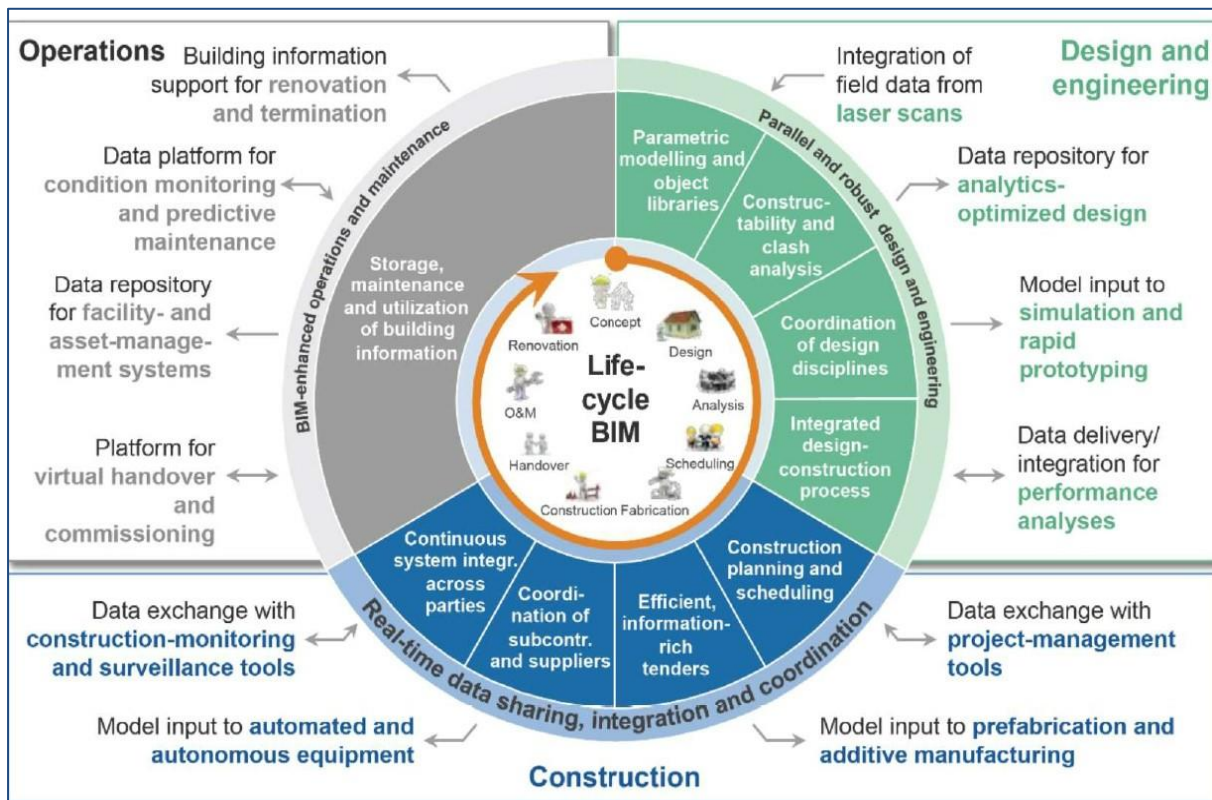 Operations
Building information
support for renovation
and termination
Data platform for
condition monitoring
and predictive
maintenance
Data repository
for facility- and
asset-manage-
ment systems
Platform for
virtual handover
and
commissioning
BIM-enhanced operations and maintenance
Storage,
maintenance
and utilization
of building
information
Design and
engineering
Integration of
field data from
laser scans
Data repository for
analytics-
optimized design
Model input to
simulation and
rapid
prototyping
Data delivery/
integration for
performance
analyses
Parallel and robust design and engineering
Parametric
modelling and
object
libraries
Construc-
tability and
clash
analysis
Coordination
of design
disciplines
Integrated
design-
construction
process
Life-
cycle
BIM
Concept
Design
Analysis
Scheduling
Fabrication
Construction
Handover
O&M
Renovation
Continuous
system integr.
across
parties
Coordi-
nation of
subcontr.
and suppliers
Efficient,
information-
rich
tenders
Construction
planning and
scheduling
Real-time data sharing, integration and coordination
Data exchange with
construction-monitoring
and surveillance tools
Model input to automated and
autonomous equipment
Data exchange with
project-management
tools
Model input to prefabrication and
additive manufacturing
Construction